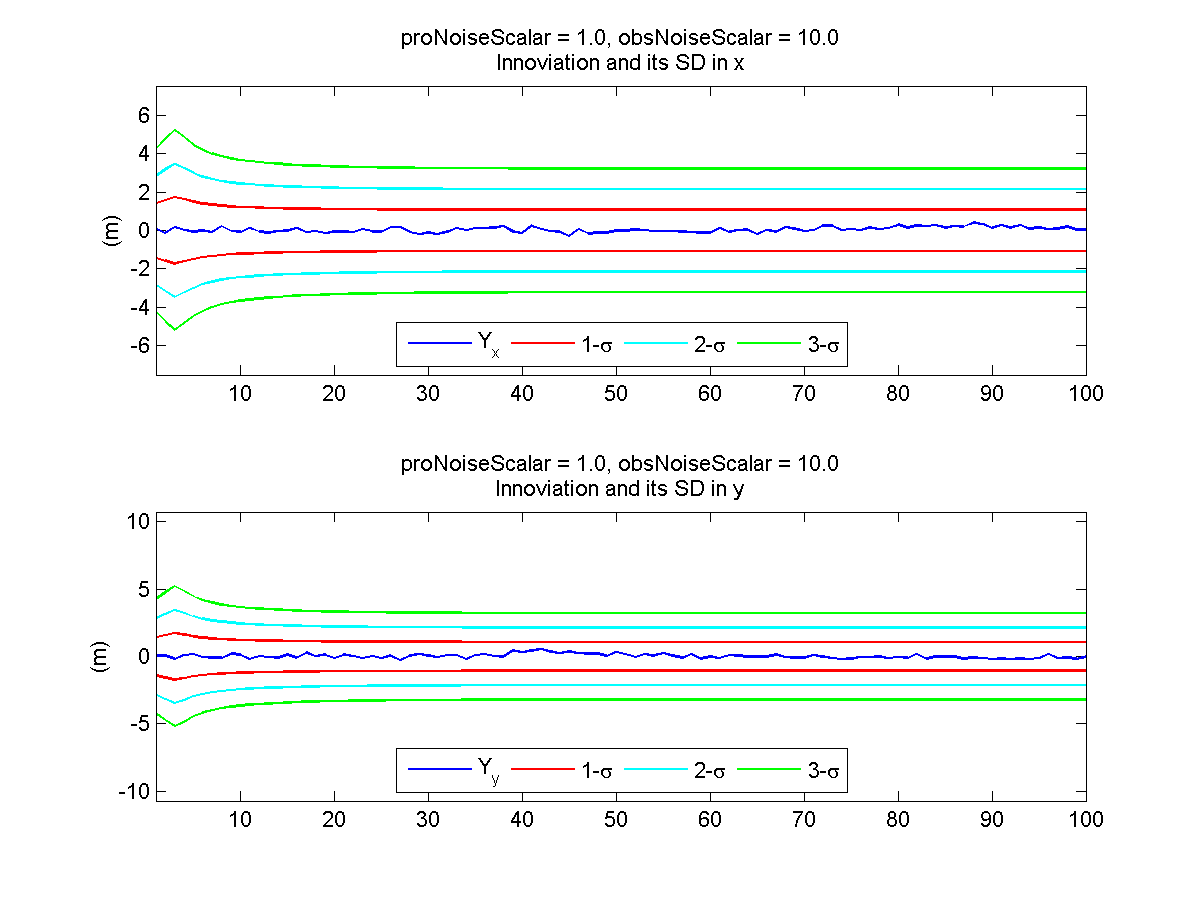 proNoiseScalar = 1.0, obsNoiseScalar = 10.0
Innoviation and its SD in x
6
4
2
0
-2
-4
-6
(m)
Y_x 1-σ 2-σ 3-σ
10 20 30 40 50 60 70 80 90 100
proNoiseScalar = 1.0, obsNoiseScalar = 10.0
Innoviation and its SD in y
10
5
0
-5
-10
(m)
Y_y 1-σ 2-σ 3-σ
10 20 30 40 50 60 70 80 90 100